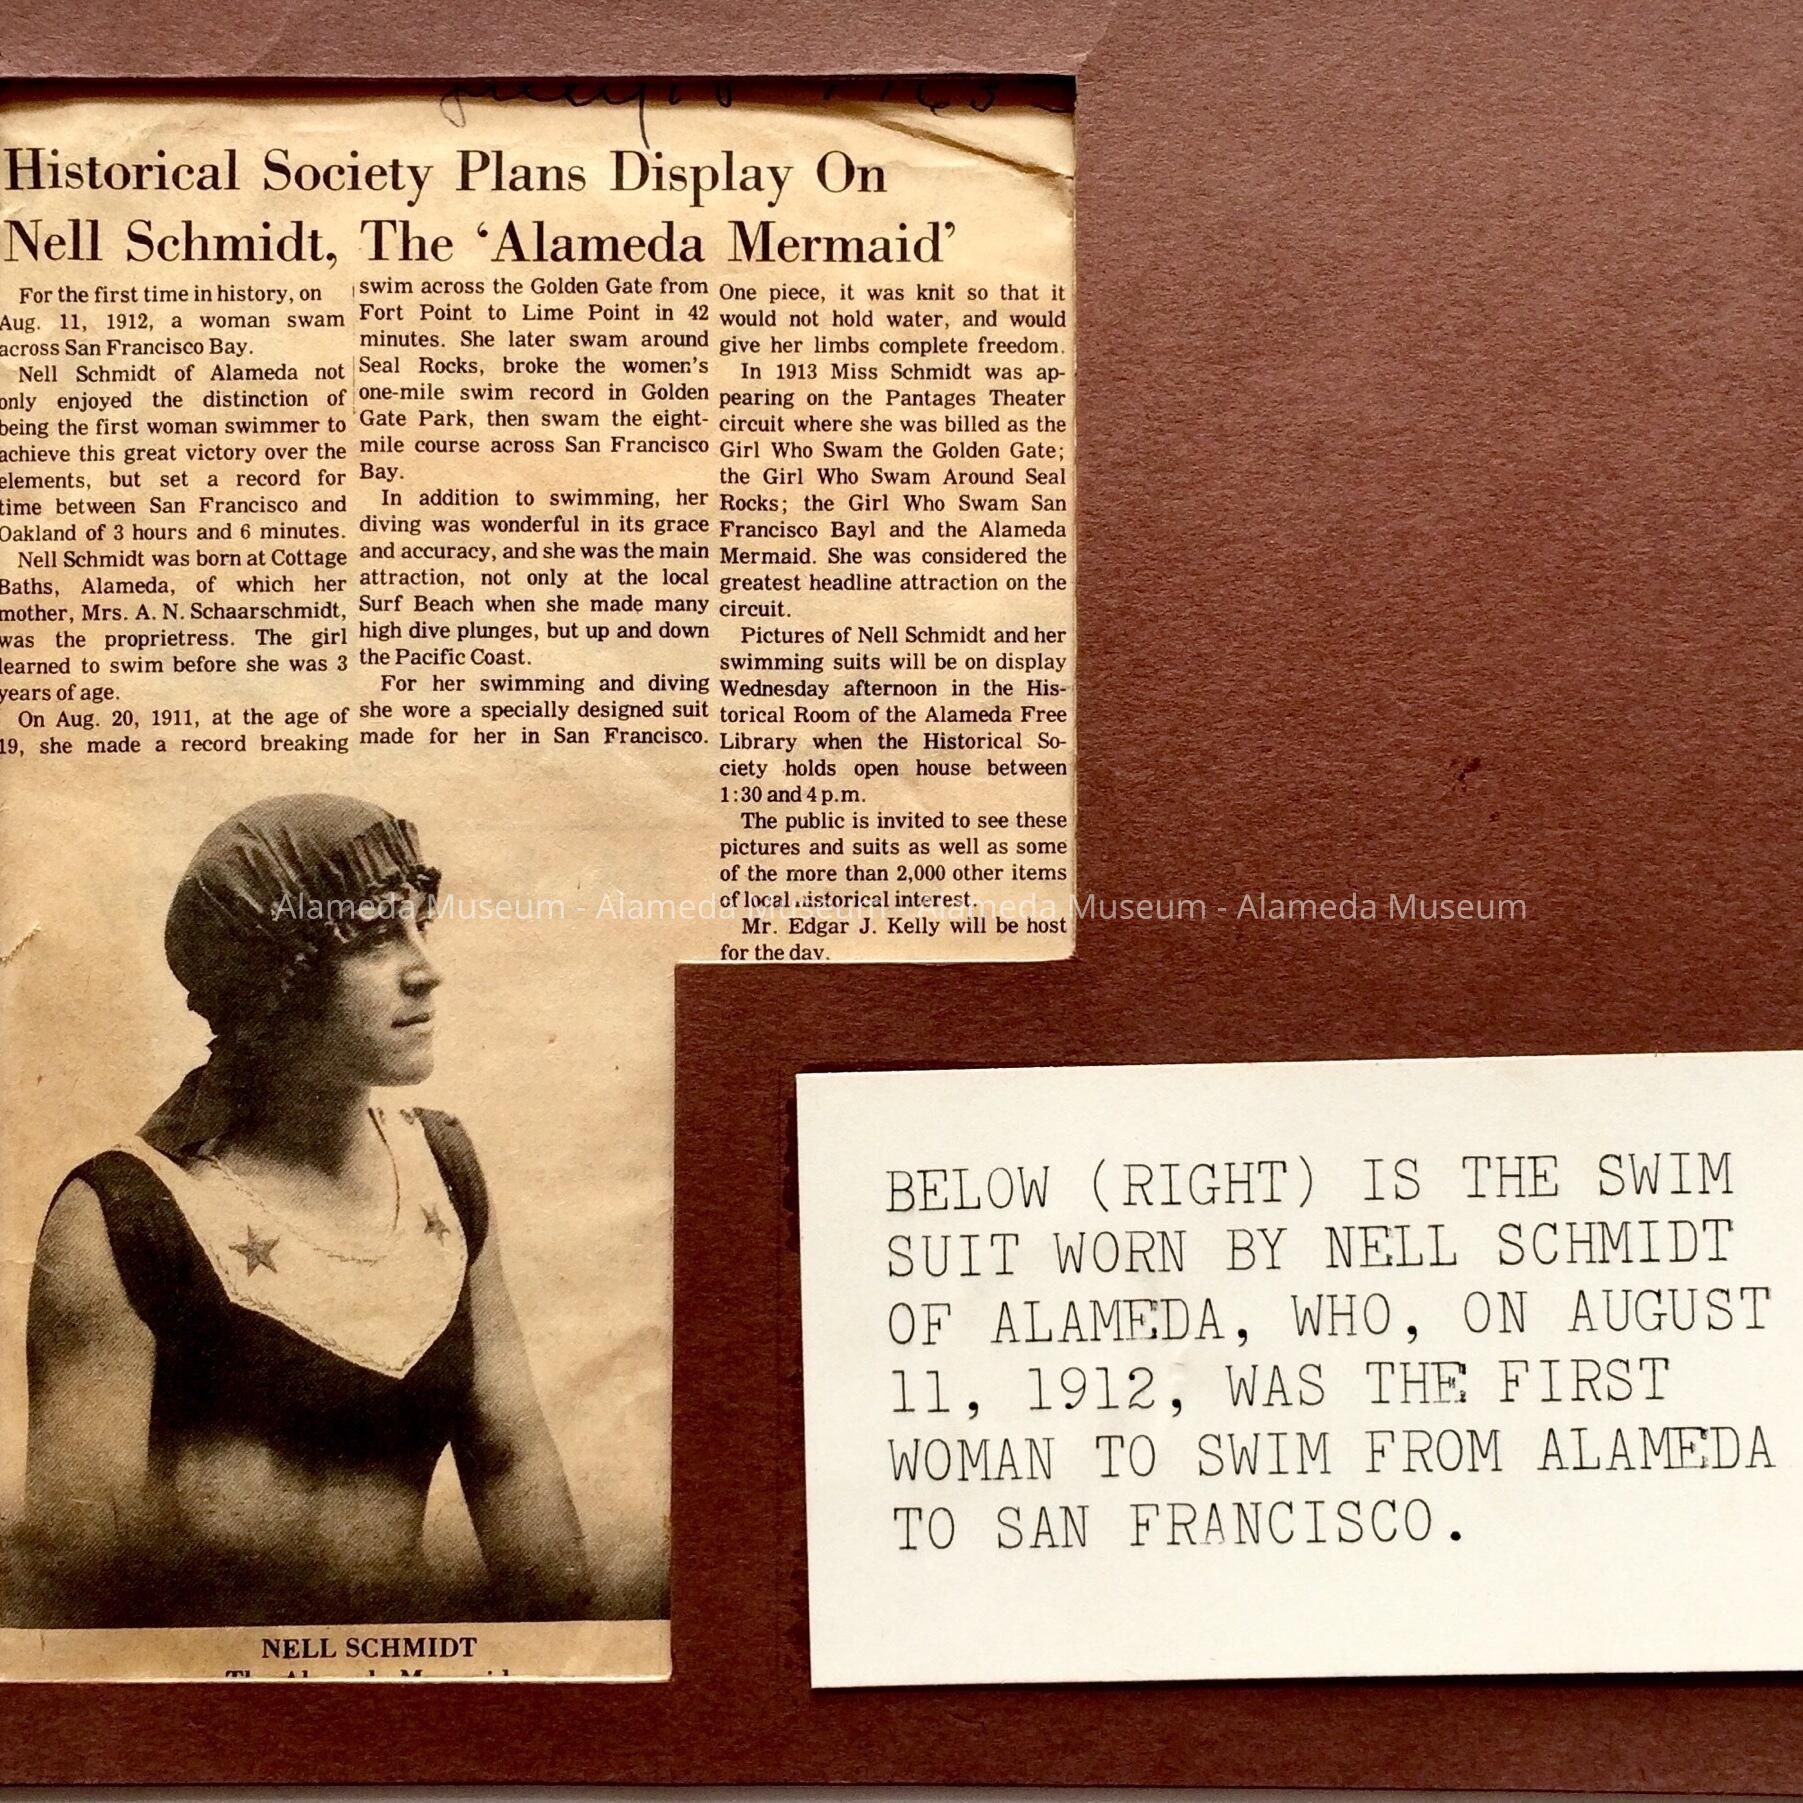 1963
Historical Society Plans Display On
Nell Schmidt, The ‘Alameda Mermaid’
For the first time in history, on
Aug. 11, 1912, a woman swam
across San Francisco Bay.
Nell Schmidt of Alameda not
only enjoyed the distinction of
being the first woman swimmer to
achieve this great victory over the
elements, but set a record for
time between San Francisco and
Oakland of 3 hours and 6 minutes.
Nell Schmidt was born at Cottage
Baths, Alameda, of which her
mother, Mrs. A. N. Schaarschmidt,
was the proprietress. The girl
learned to swim before she was 3
years of age.
On Aug. 20, 1911, at the age of
19, she made a record breaking
swim across the Golden Gate from
Fort Point to Lime Point in 42
minutes. She later swam around
Seal Rocks, broke the women's
one-mile swim record in Golden
Gate Park, then swam the eight-
mile course across San Francisco
Bay.
In addition to swimming, her
diving was wonderful in its grace
and accuracy, and she was the main
attraction, not only at the local
Surf Beach when she made many
high dive plunges, but up and down
the Pacific Coast.
For her swimming and diving
she wore a specially designed suit
made for her in San Francisco.
One piece, it was knit so that it
would not hold water, and would
give her limbs complete freedom.
In 1913 Miss Schmidt was ap-
pearing on the Pantages Theater
circuit where she was billed as the
Girl Who Swam the Golden Gate;
the Girl Who Swam Around Seal
Rocks; the Girl Who Swam San
Francisco Bayl and the Alameda
Mermaid. She was considered the
greatest headline attraction on the
circuit.
Pictures of Nell Schmidt and her
swimming suits will be on display
Wednesday afternoon in the His-
torical Room of the Alameda Free
Library when the Historical So-
ciety holds open house between
1:30 and 4 p.m.
The public is invited to see these
pictures and suits as well as some
of the more than 2,000 other items
of local historical interest.
Mr. Edgar J. Kelly will be host
for the day.
Alameda Museum - Alameda Museum - Alameda Museum - Alameda Museum
NELL SCHMIDT
The Alameda Mermaid
BELOW (RIGHT) IS THE SWIM
SUIT WORN BY NELL SCHMIDT
OF ALAMEDA, WHO, ON AUGUST
11, 1912, WAS THE FIRST
WOMAN TO SWIM FROM ALAMEDA
TO SAN FRANCISCO.